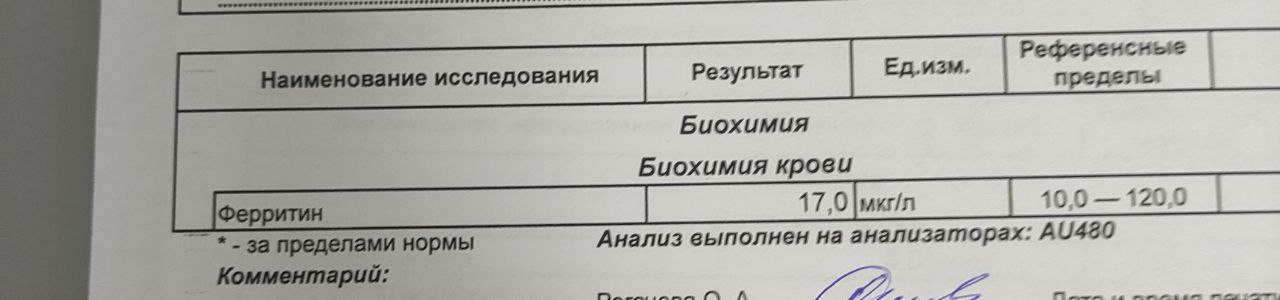 Наименование исследования Результат Ед.изм. Референсные пределы
Биохимия
Биохимия крови
Ферритин 17,0 мкг/л 10,0 — 120,0
* - за пределами нормы Анализ выполнен на анализаторах: AU480
Комментарий: